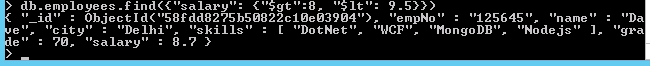 > db.employees.find({"salary": {"$gt":8, "$lt": 9.5}})
{ "_id" : ObjectId("58fdd8275b50822c10e03904"), "empNo" : "125645", "name" : "Da
ve", "city" : "Delhi", "skills" : [ "DotNet", "WCF", "MongoDB", "Nodejs" ], "gra
de" : 70, "salary" : 8.7 }
> _